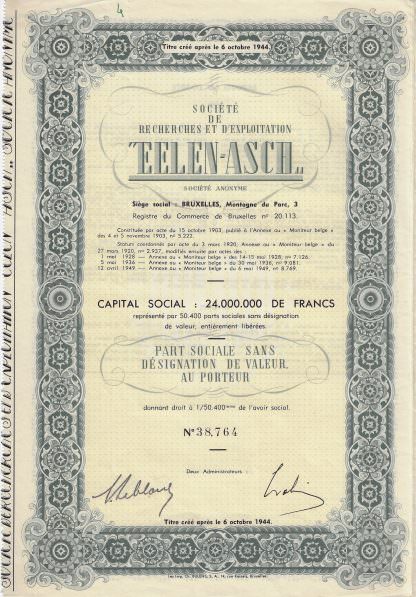 4
Titre créé après le 6 octobre 1944.
SOCIÉTÉ
DE
RECHERCHES ET D'EXPLOITATION
"EELEN-ASCH"
SOCIÉTÉ ANONYME
Siège social : BRUXELLES, Montagne du Parc, 3
Registre du Commerce de Bruxelles n° 20.113.
Constituée par acte du 15 octobre 1903, publié à l'Annexe au « Moniteur belge »
des 4 et 5 novembre 1903, n° 5.222.
Statuts coordonnés par acte du 3 mars 1920, Annexe au « Moniteur belge » du
27 mars 1920, n° 2.937, modifiés ensuite par actes des :
1 mai 1928 — Annexe au « Moniteur belge » des 14-15 mai 1928, n° 7.126.
5 mai 1936 — Annexe au « Moniteur belge » du 30 mai 1936, n° 9.081.
12 avril 1949 — Annexe au « Moniteur belge » du 6 mai 1949, n° 8.769.
CAPITAL SOCIAL : 24.000.000 DE FRANCS
représenté par 50.400 parts sociales sans désignation
de valeur, entièrement libérées.
PART SOCIALE SANS
DÉSIGNATION DE VALEUR,
AU PORTEUR
donnant droit à 1/50.400ème de l'avoir social.
N° 38,764
Deux Administrateurs :
Titre créé après le 6 octobre 1944.